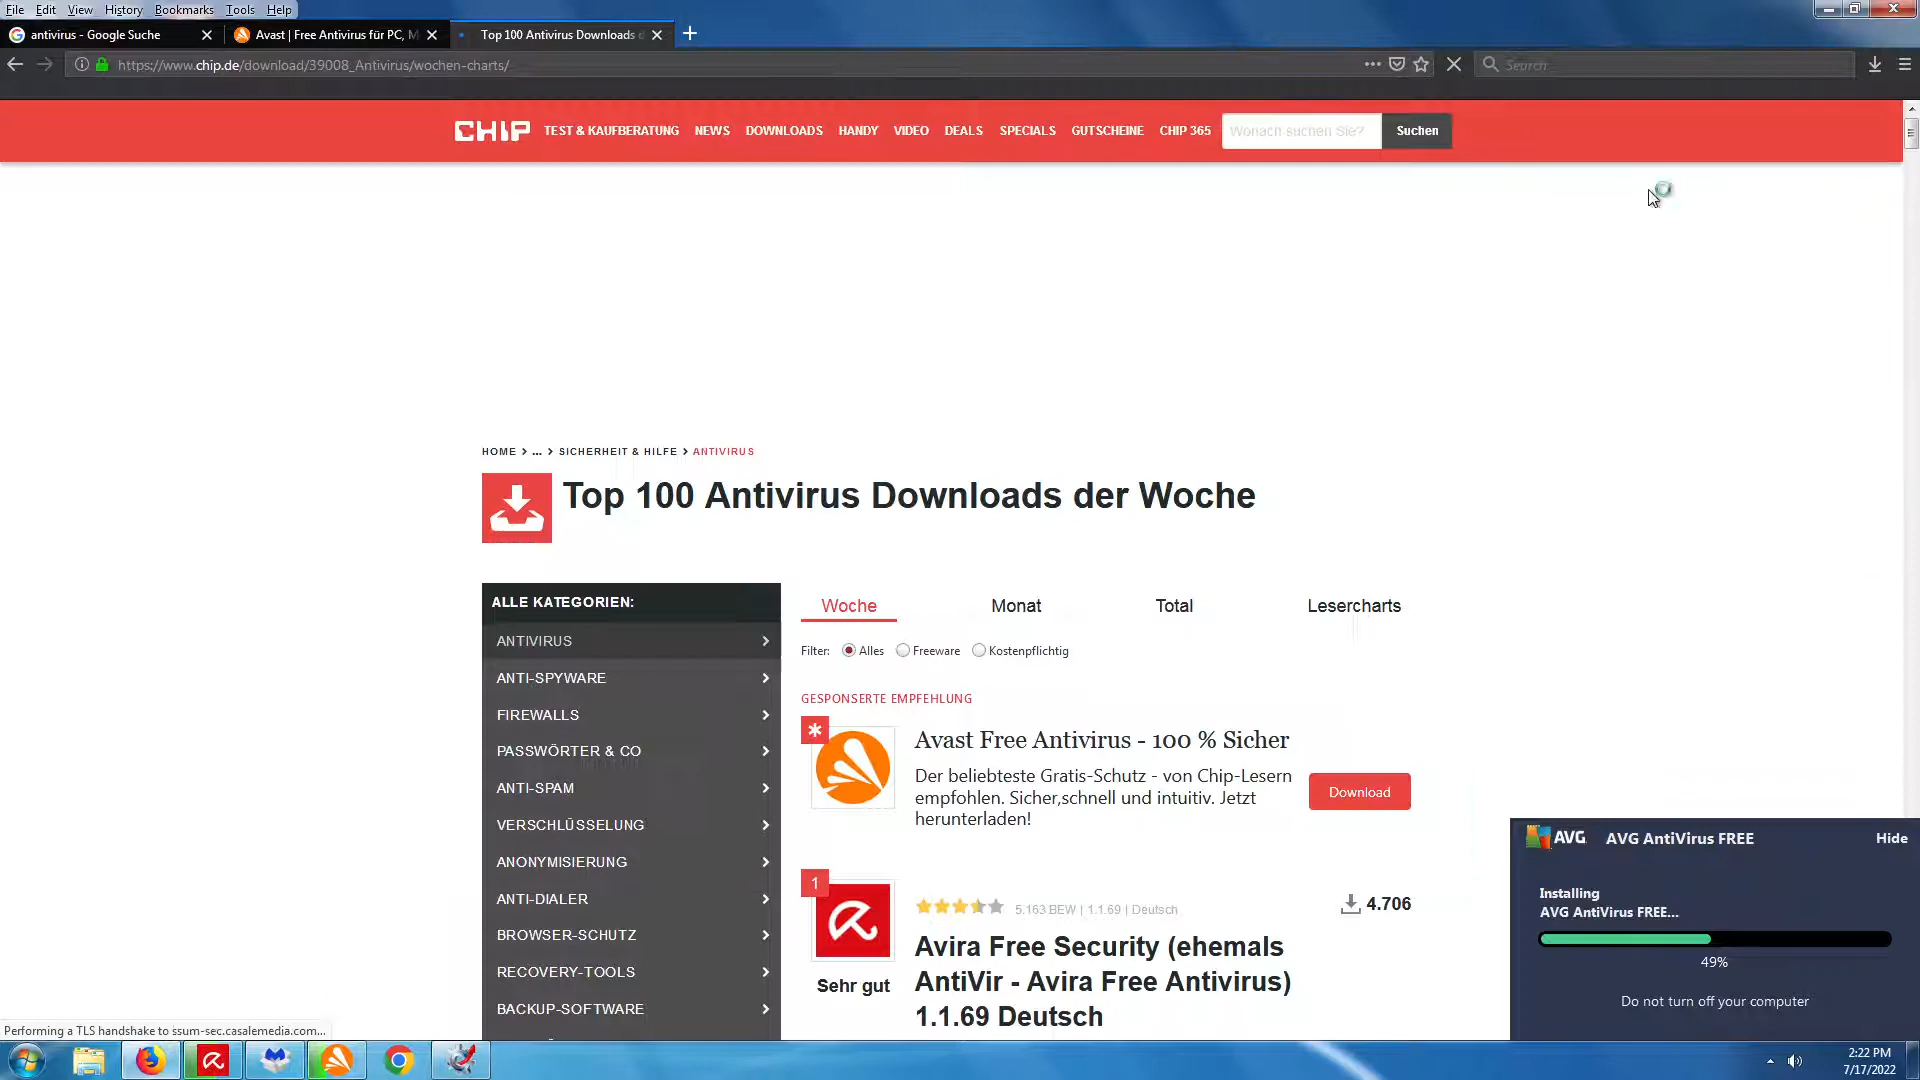 File Edit View History Bookmarks Tools Help
antivirus - Google Suche
Avast | Free Antivirus für PC, M
Top 100 Antivirus Downloads d
https://www.chip.de/download/39008_Antivirus/wochen-charts/
Search
CHIP TEST & KAUFBERATUNG NEWS DOWNLOADS HANDY VIDEO DEALS SPECIALS GUTSCHEINE CHIP 365 Wonach suchen Sie? Suchen
HOME > ... > SICHERHEIT & HILFE > ANTIVIRUS
Top 100 Antivirus Downloads der Woche
ALLE KATEGORIEN:
ANTIVIRUS
ANTI-SPYWARE
FIREWALLS
PASSWÖRTER & CO
ANTI-SPAM
VERSCHLÜSSELUNG
ANONYMISIERUNG
ANTI-DIALER
BROWSER-SCHUTZ
RECOVERY-TOOLS
BACKUP-SOFTWARE
Woche Monat Total Lesercharts
Filter: Alles Freeware Kostenpflichtig
GESPONSERTE EMPFEHLUNG
Avast Free Antivirus - 100 % Sicher
Der beliebteste Gratis-Schutz - von Chip-Lesern
empfohlen. Sicher,schnell und intuitiv. Jetzt
herunterladen!
Download
1
5.163 BEW | 1.1.69 | Deutsch
4.706
Avira Free Security (ehemals
AntiVir - Avira Free Antivirus)
1.1.69 Deutsch
Sehr gut
AVG AVG AntiVirus FREE Hide
Installing
AVG AntiVirus FREE...
49%
Do not turn off your computer
Performing a TLS handshake to ssum-sec.casalemedia.com...
2:22 PM
7/17/2022